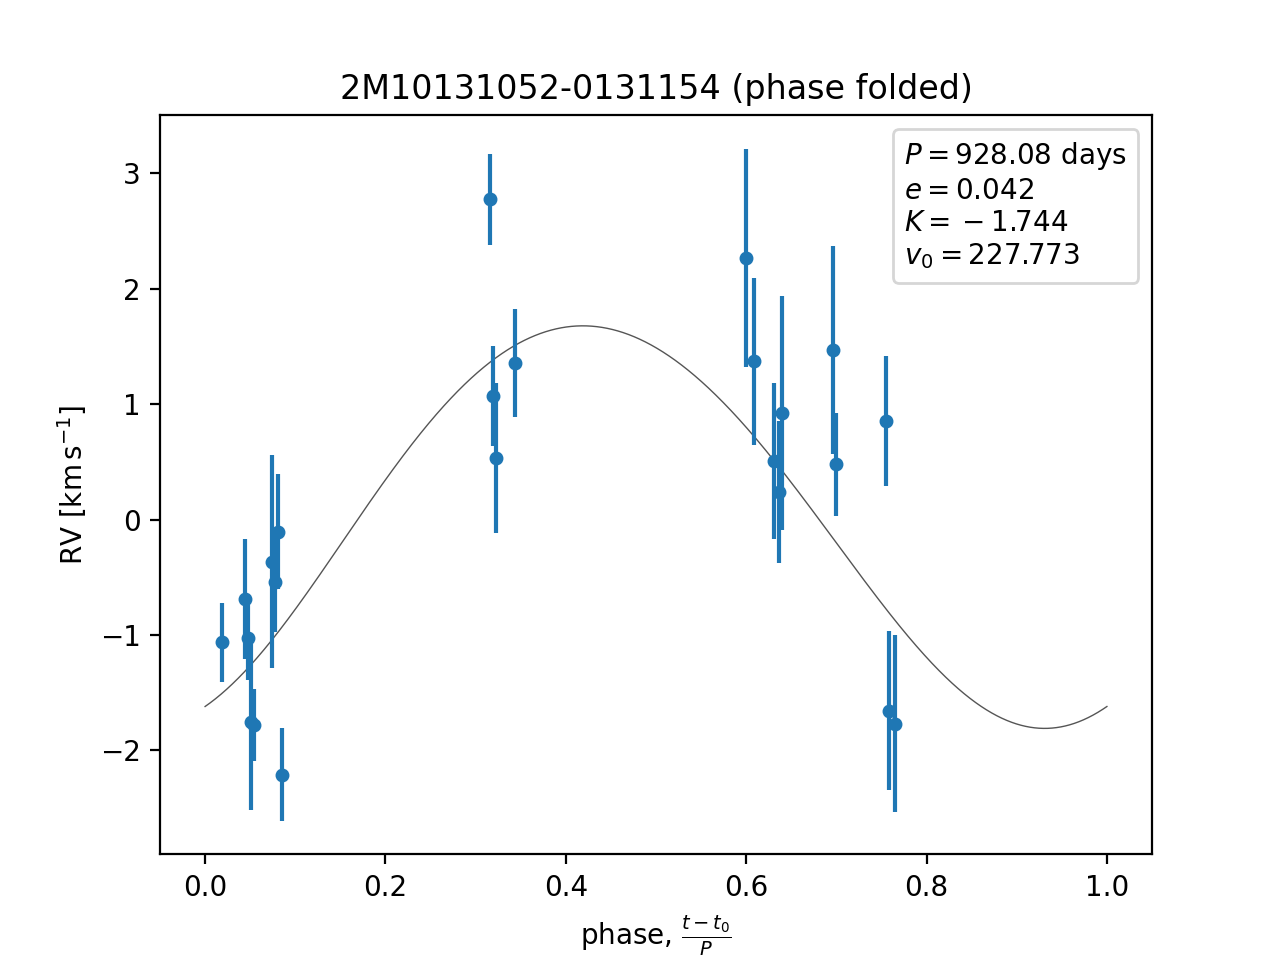 2M10131052-0131154 (phase folded)
P = 928.08 days
e = 0.042
K = −1.744
v₀ = 227.773
RV [km s⁻¹]
3
2
1
0
−1
−2
0.0 0.2 0.4 0.6 0.8 1.0
phase, (t − t₀)/P